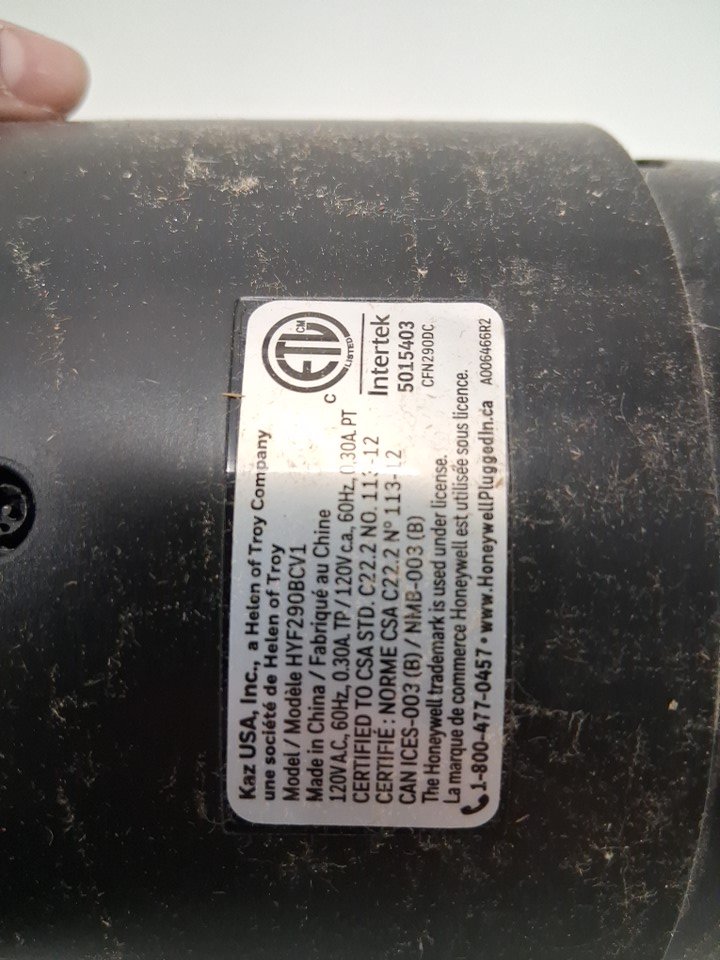 Kaz USA, Inc., a Helen of Troy Company
une société de Helen of Troy
Model / Modèle HYF290BCV1
Made in China / Fabriqué au Chine
120V A.C., 60Hz, 0.30A. TP / 120V c.a., 60Hz, 0.30A. PT
CERTIFIED TO CSA STD. C22.2 NO. 113-12
CERTIFIÉ : NORME CSA C22.2 N° 113-12
CAN ICES-003 (B) / NMB-003 (B)
The Honeywell trademark is used under license.
La marque de commerce Honeywell est utilisée sous licence.
1-800-477-0457 • www.HoneywellPluggedIn.ca A006466R2
ETL CM
LISTED
C
Intertek
5015403
CFN290DC